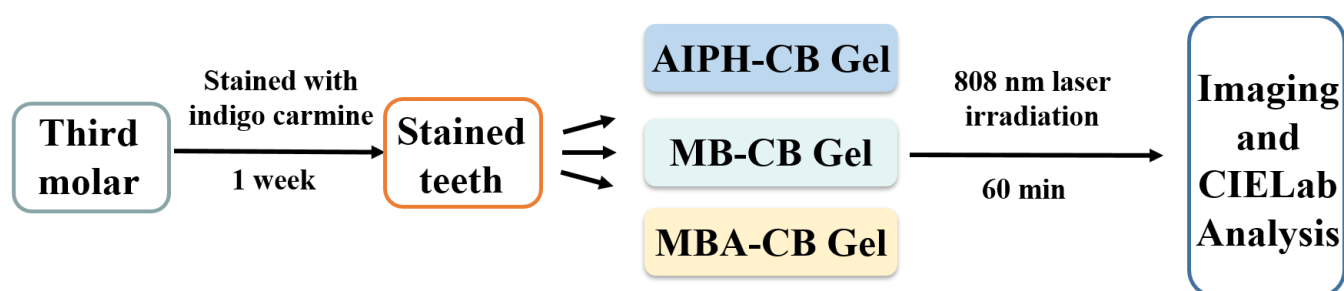 Third
molar
Stained with
indigo carmine
1 week
Stained
teeth
AIPH-CB Gel
MB-CB Gel
MBA-CB Gel
808 nm laser
irradiation
60 min
Imaging
and
CIELab
Analysis